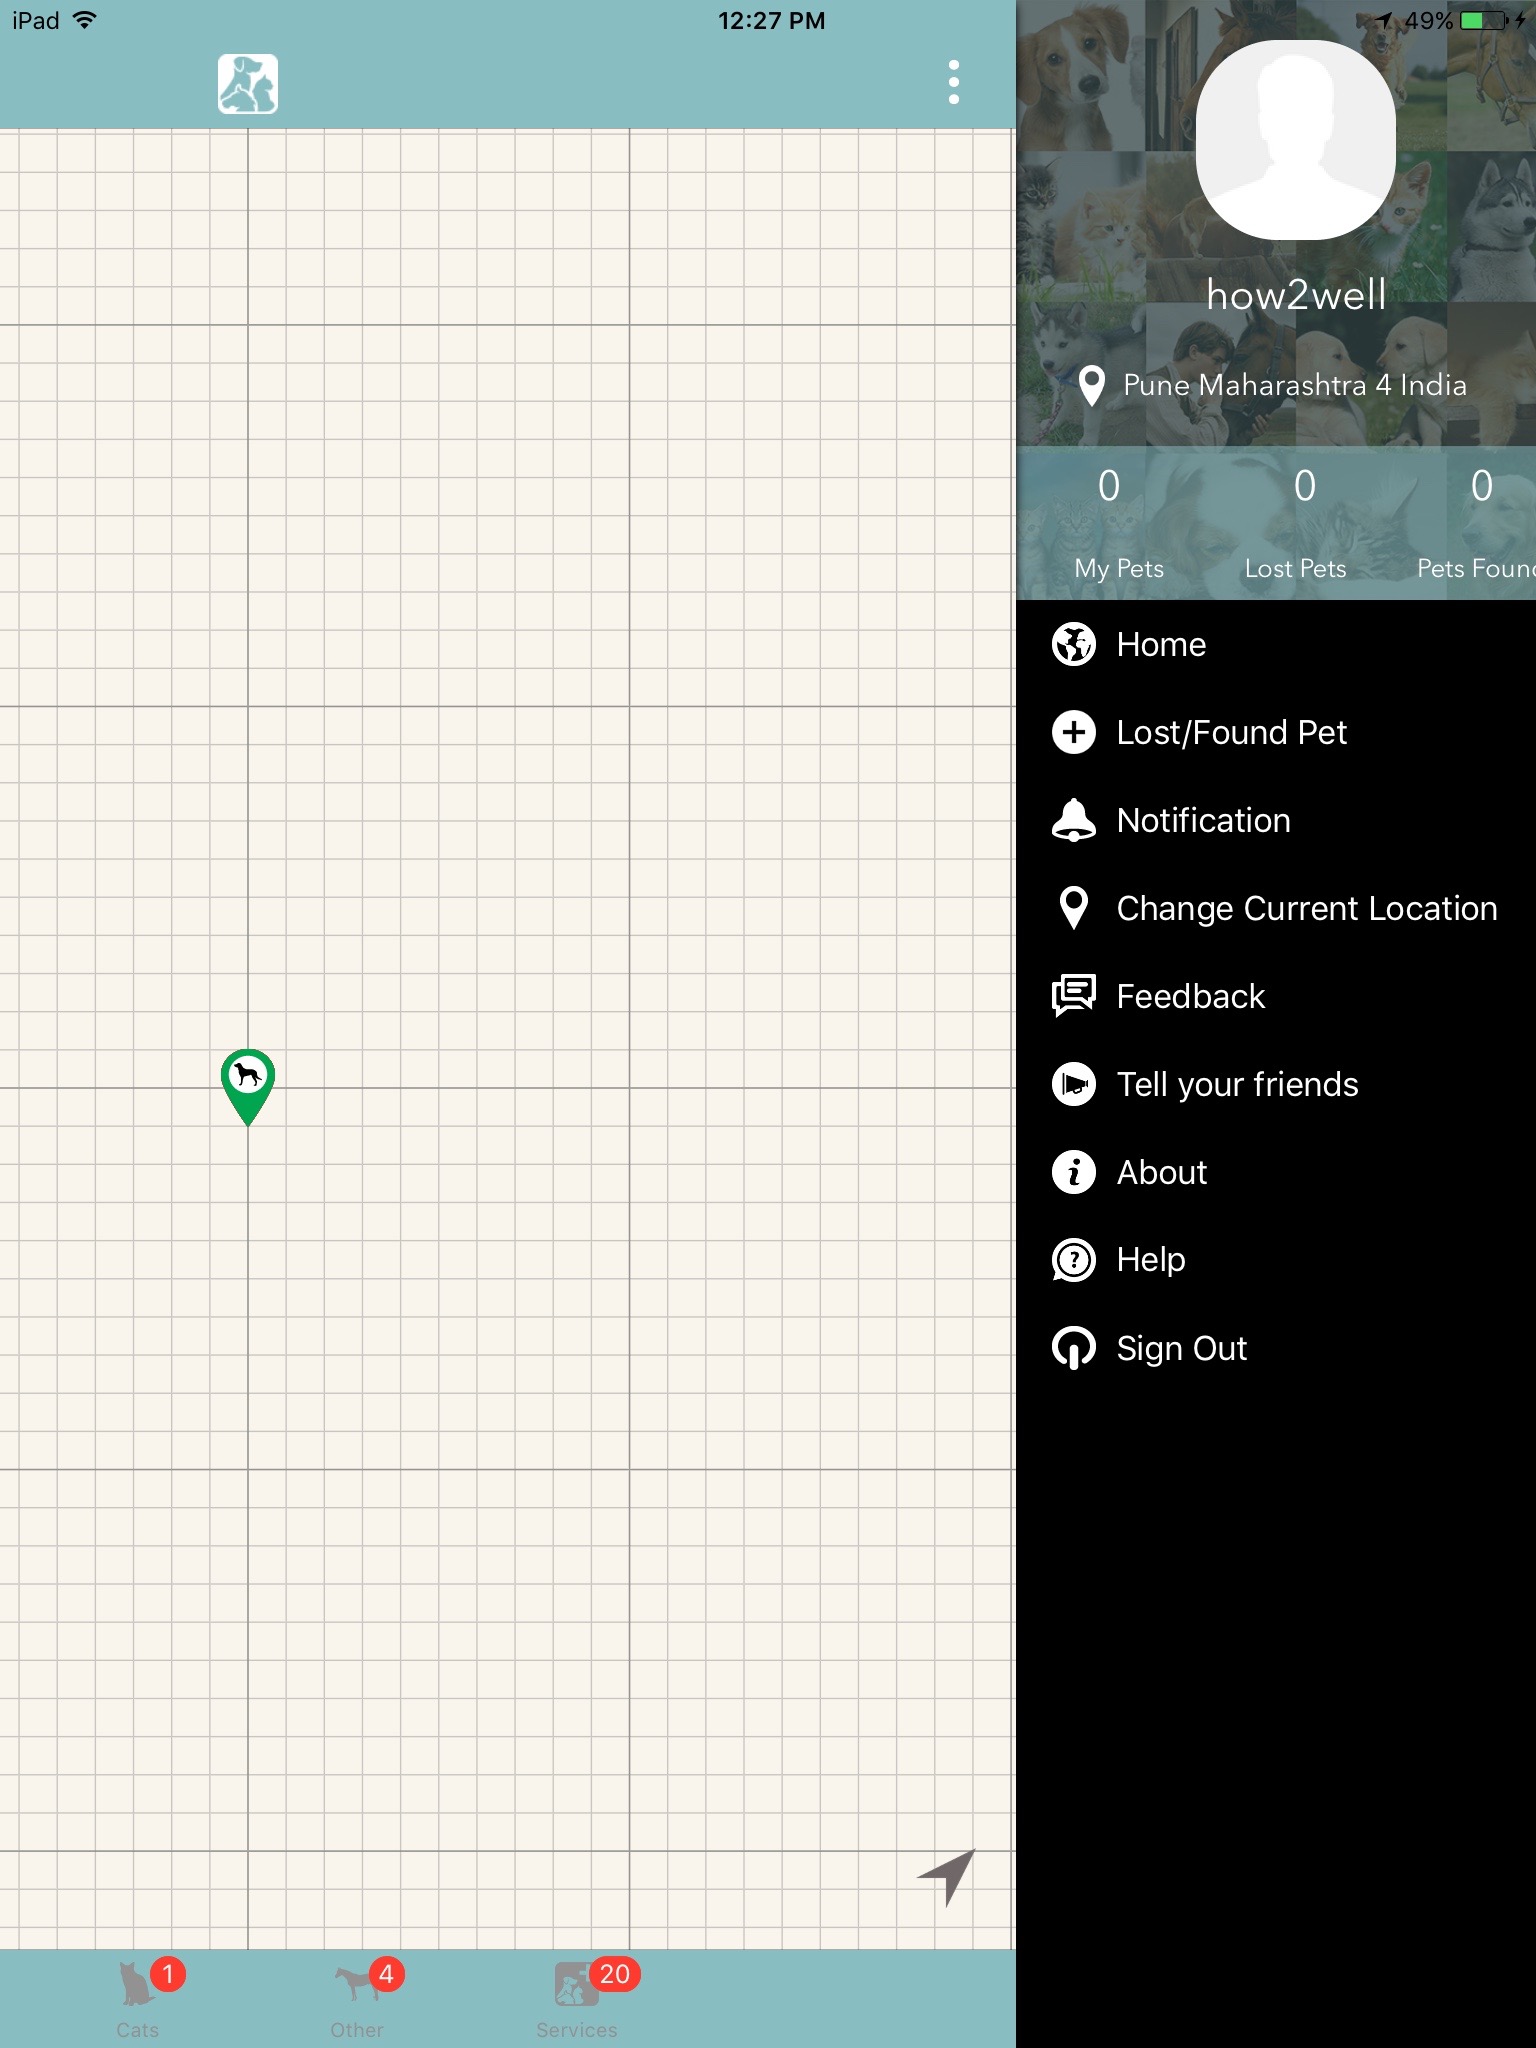 iPad
12:27 PM
49%
how2well
Pune Maharashtra 4 India
0 0 0
My Pets Lost Pets Pets Foun
Home
Lost/Found Pet
Notification
Change Current Location
Feedback
Tell your friends
About
Help
Sign Out
1 4 20
Cats Other Services